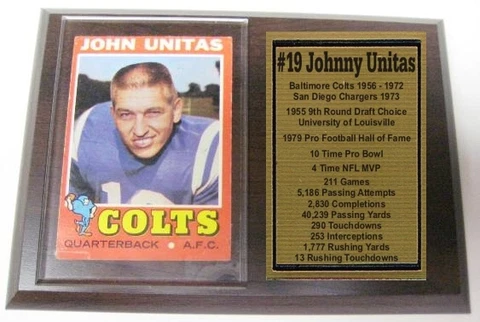 JOHN UNITAS
COLTS
QUARTERBACK • A.F.C.
#19 Johnny Unitas
Baltimore Colts 1956 - 1972
San Diego Chargers 1973
1955 9th Round Draft Choice
University of Louisville
1979 Pro Football Hall of Fame
10 Time Pro Bowl
4 Time NFL MVP
211 Games
5,186 Passing Attempts
2,830 Completions
40,239 Passing Yards
290 Touchdowns
253 Interceptions
1,777 Rushing Yards
13 Rushing Touchdowns